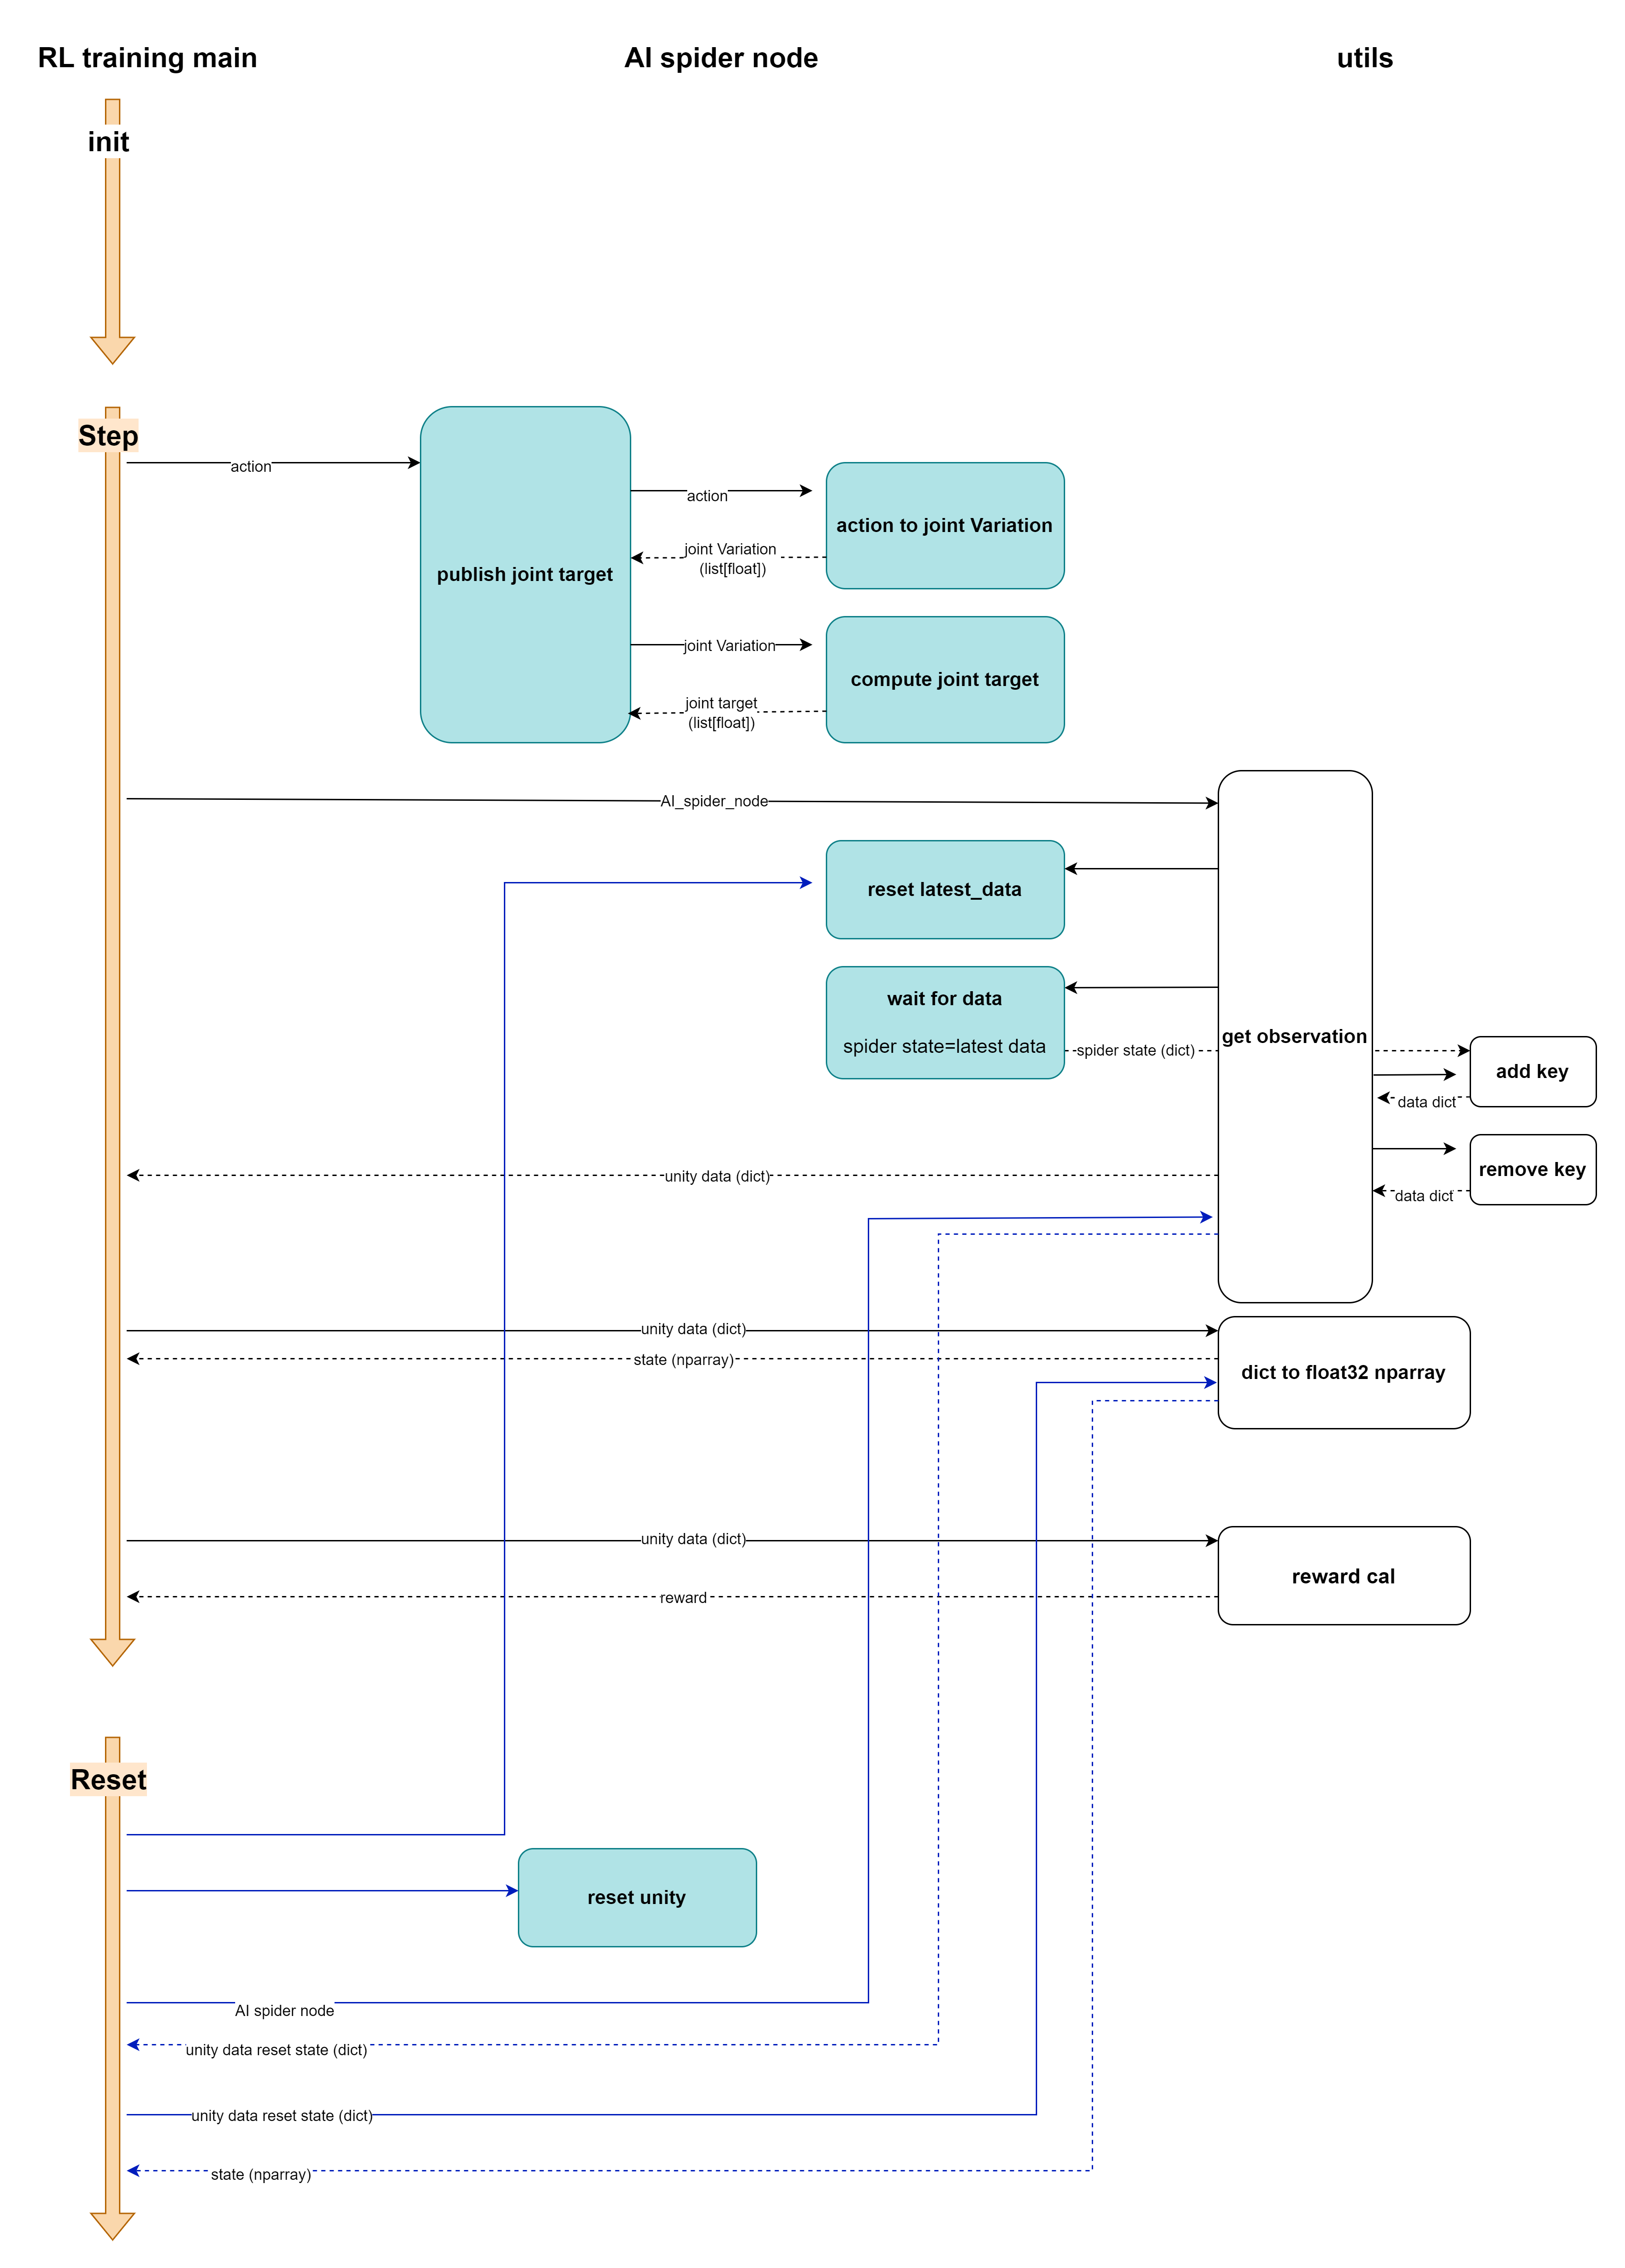 RL training main
AI spider node
utils
init
Step
action
publish joint target
action
action to joint Variation
joint Variation
(list[float])
joint Variation
compute joint target
joint target
(list[float])
AI_spider_node
reset latest_data
wait for data
spider state=latest data
spider state (dict)
get observation
add key
data dict
remove key
data dict
unity data (dict)
unity data (dict)
state (nparray)
dict to float32 nparray
unity data (dict)
reward cal
reward
Reset
reset unity
AI spider node
unity data reset state (dict)
unity data reset state (dict)
state (nparray)